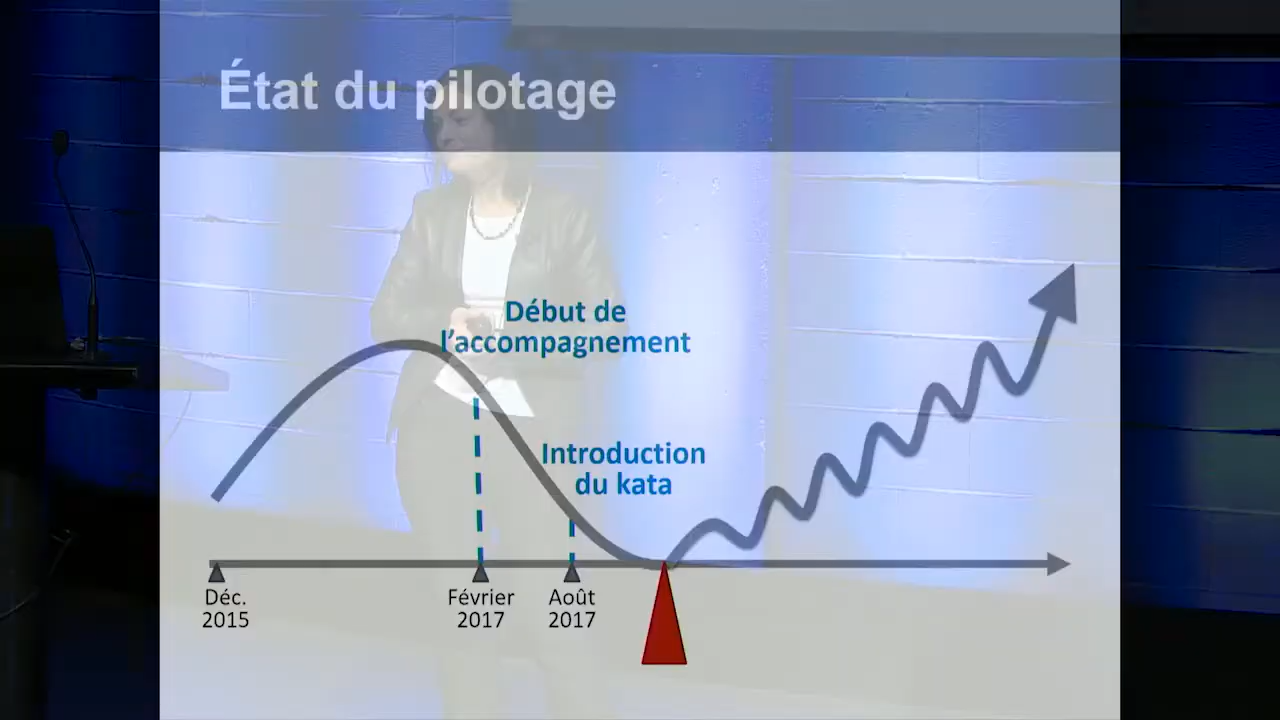 État du pilotage
Début de
l'accompagnement
Introduction
du kata
Déc.
2015
Février
2017
Août
2017